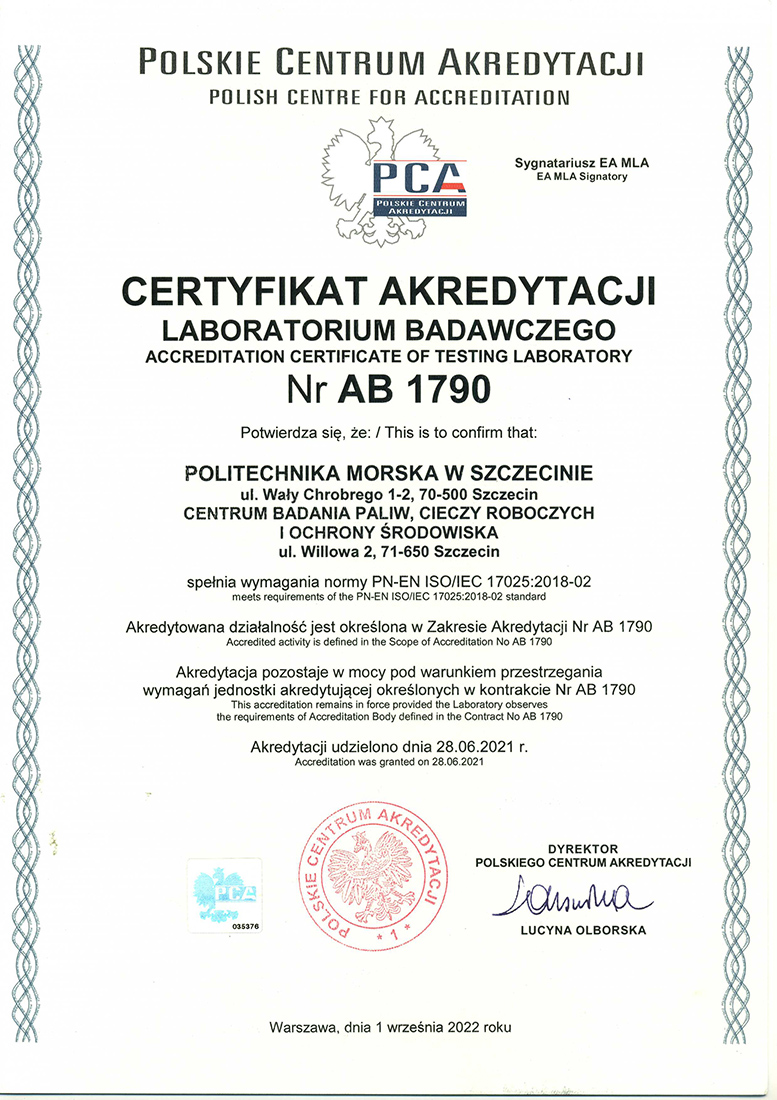 POLSKIE CENTRUM AKREDYTACJI
POLISH CENTRE FOR ACCREDITATION
PCA
POLSKIE CENTRUM
AKREDYTACJI
Sygnatariusz EA MLA
EA MLA Signatory
CERTYFIKAT AKREDYTACJI
LABORATORIUM BADAWCZEGO
ACCREDITATION CERTIFICATE OF TESTING LABORATORY
Nr AB 1790
Potwierdza się, że: / This is to confirm that:
POLITECHNIKA MORSKA W SZCZECINIE
ul. Wały Chrobrego 1-2, 70-500 Szczecin
CENTRUM BADANIA PALIW, CIECZY ROBOCZYCH
I OCHRONY ŚRODOWISKA
ul. Willowa 2, 71-650 Szczecin
spełnia wymagania normy PN-EN ISO/IEC 17025:2018-02
meets requirements of the PN-EN ISO/IEC 17025:2018-02 standard
Akredytowana działalność jest określona w Zakresie Akredytacji Nr AB 1790
Accredited activity is defined in the Scope of Accreditation No AB 1790
Akredytacja pozostaje w mocy pod warunkiem przestrzegania
wymagań jednostki akredytującej określonych w kontrakcie Nr AB 1790
This accreditation remains in force provided the Laboratory observes
the requirements of Accreditation Body defined in the Contract No AB 1790
Akredytacji udzielono dnia 28.06.2021 r.
Accreditation was granted on 28.06.2021
PCA
035376
POLSKIE CENTRUM AKREDYTACJI
* 1 *
DYREKTOR
POLSKIEGO CENTRUM AKREDYTACJI
LUCYNA OLBORSKA
Warszawa, dnia 1 września 2022 roku